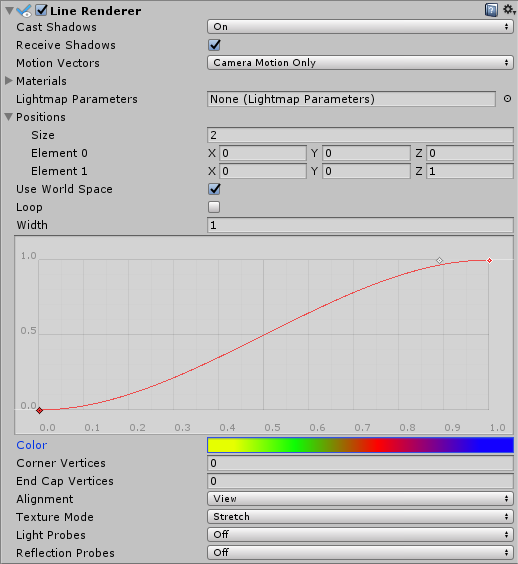 Line Renderer
Cast Shadows On
Receive Shadows
Motion Vectors Camera Motion Only
Materials
Lightmap Parameters None (Lightmap Parameters)
Positions
Size 2
Element 0 X 0 Y 0 Z 0
Element 1 X 0 Y 0 Z 1
Use World Space
Loop
Width 1
1.0
0.5
0.0
0.0 0.1 0.2 0.3 0.4 0.5 0.6 0.7 0.8 0.9 1.0
Color
Corner Vertices 0
End Cap Vertices 0
Alignment View
Texture Mode Stretch
Light Probes Off
Reflection Probes Off